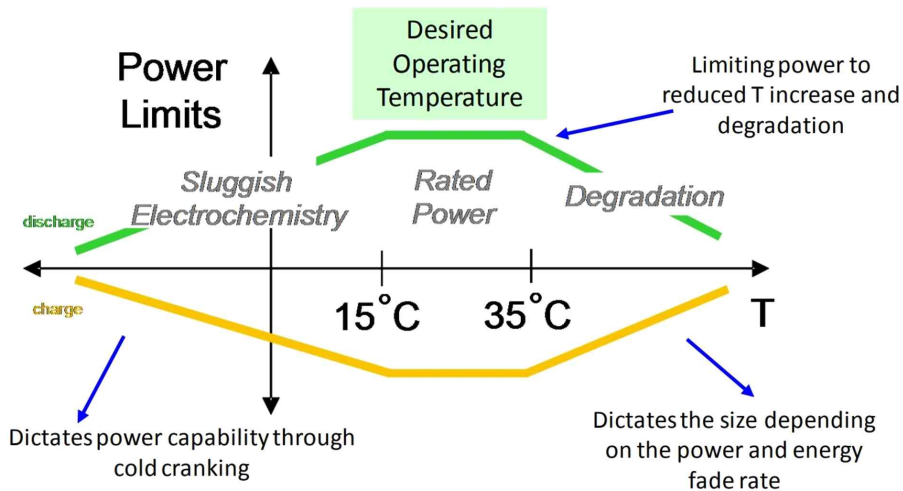 Desired
Operating
Temperature
Power
Limits
Limiting power to
reduced T increase and
degradation
Sluggish
Electrochemistry
Rated
Power
Degradation
discharge
charge
15°C
35°C
T
Dictates power capability through
cold cranking
Dictates the size depending
on the power and energy
fade rate